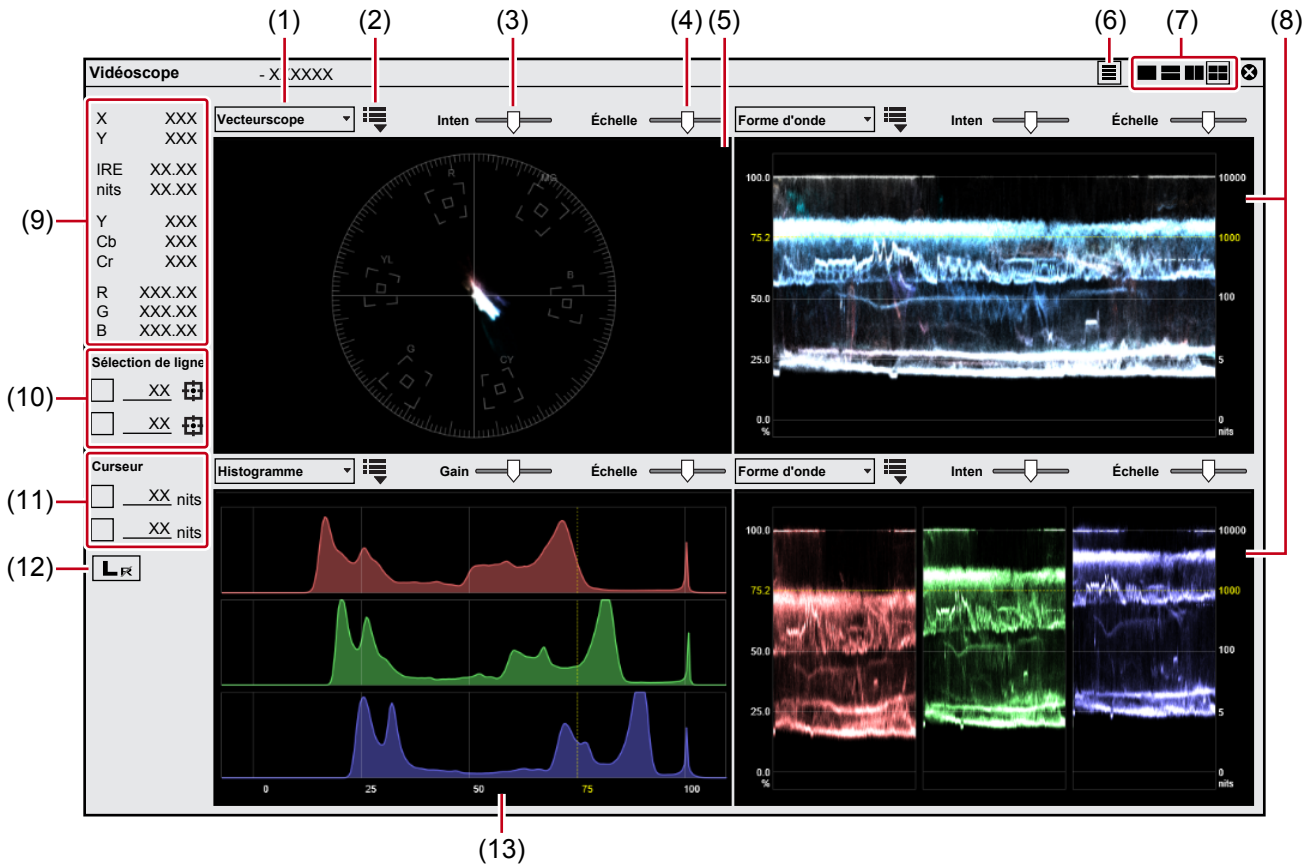 (1) (2) (3) (4) (5) (6) (7) (8)
Vidéoscope - XXXXXX
X XXX
Y XXX
IRE XX.XX
nits XX.XX
Y XXX
Cb XXX
Cr XXX
R XXX.XX
G XXX.XX
B XXX.XX
(9)
Sélection de ligne
XX
XX
(10)
Curseur
XX nits
XX nits
(11)
(12)
L R
Vecteurscope Inten Échelle
R
MG
YL
B
G
CY
Forme d'onde Inten Échelle
100.0 10000
75.2 1000
50.0 100
25.0 5
0.0 0
% nits
Histogramme Gain Échelle
0 25 50 75 100
Forme d'onde Inten Échelle
100.0 10000
75.2 1000
50.0 100
25.0 5
0.0 0
% nits
(8)
(13)